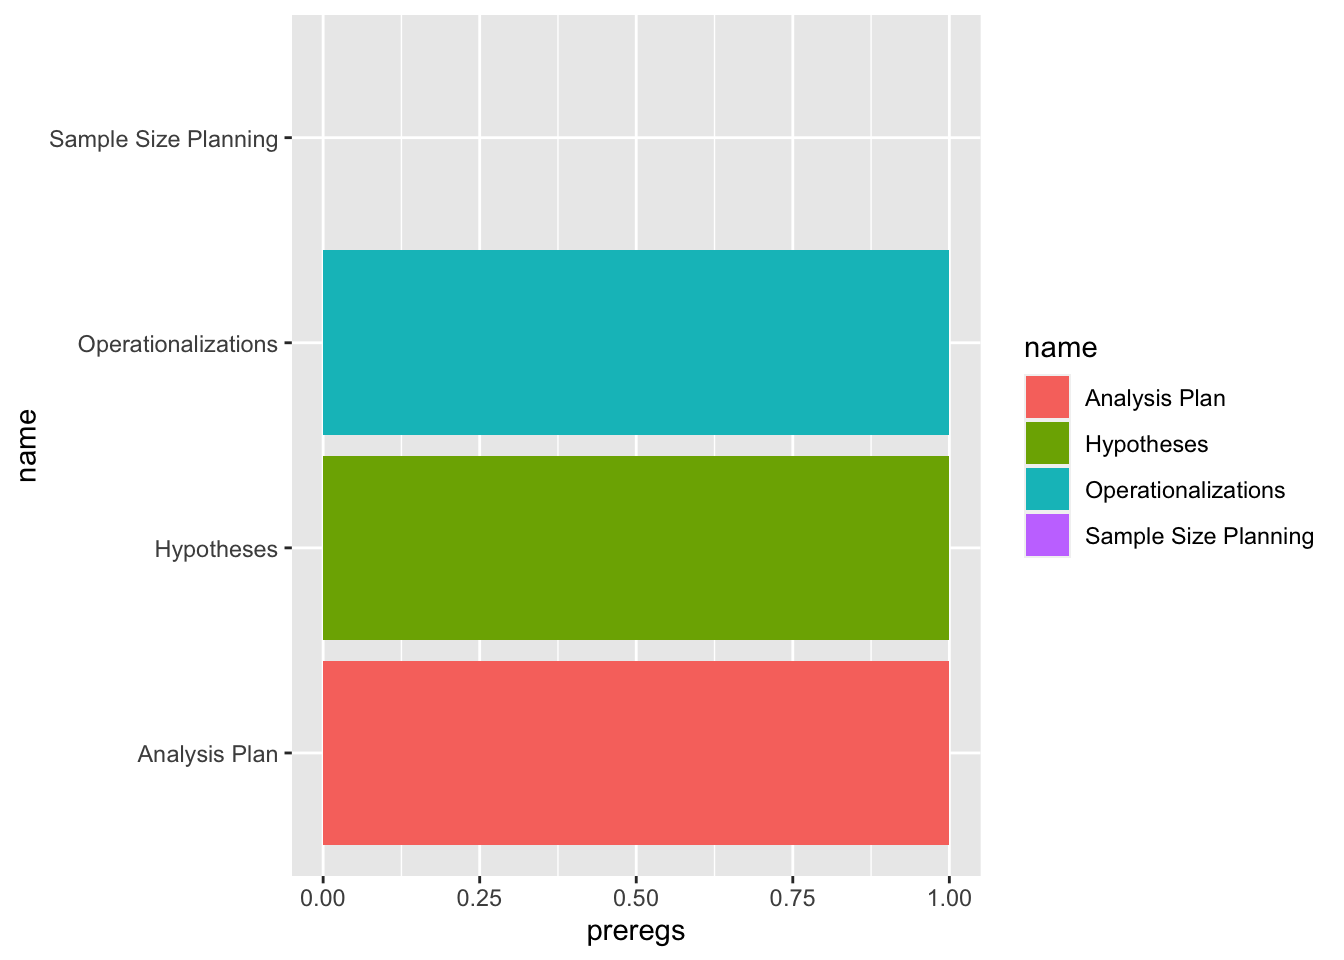 Sample Size Planning
Operationalizations
Hypotheses
Analysis Plan
name
0.00 0.25 0.50 0.75 1.00
preregs
name
Analysis Plan
Hypotheses
Operationalizations
Sample Size Planning